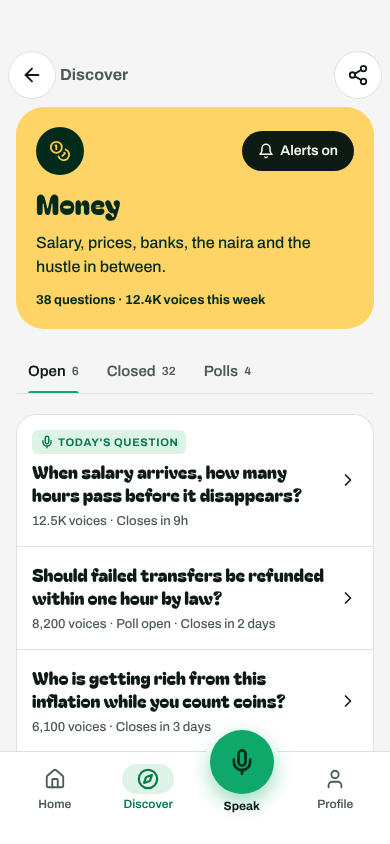 Discover
Alerts on
Money
Salary, prices, banks, the naira and the
hustle in between.
38 questions · 12.4K voices this week
Open 6 Closed 32 Polls 4
TODAY'S QUESTION
When salary arrives, how many
hours pass before it disappears?
12.5K voices · Closes in 9h
Should failed transfers be refunded
within one hour by law?
8,200 voices · Poll open · Closes in 2 days
Who is getting rich from this
inflation while you count coins?
6,100 voices · Closes in 3 days
Home Discover Speak Profile